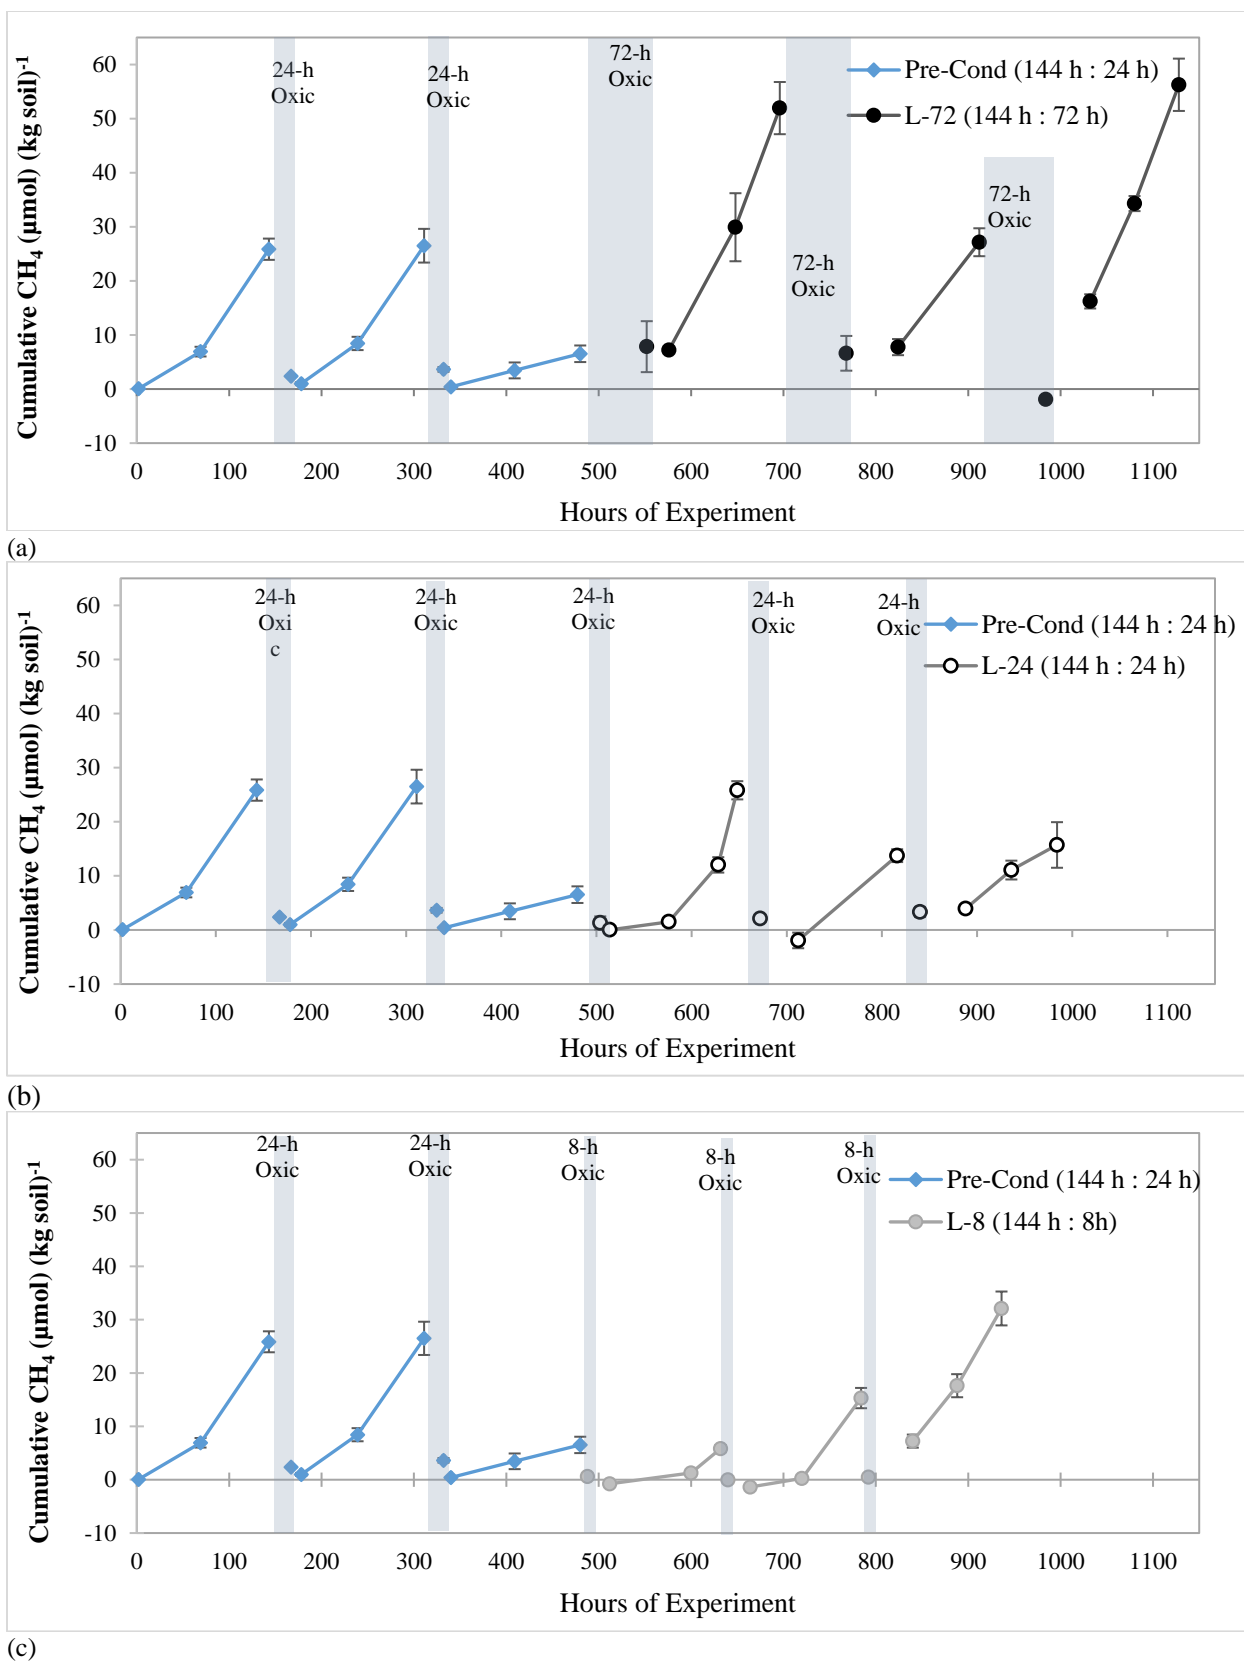 Cumulative CH4 (µmol) (kg soil)-1
60
50
40
30
20
10
0
-10
24-h
Oxic
24-h
Oxic
72-h
Oxic
72-h
Oxic
72-h
Oxic
Pre-Cond (144 h : 24 h)
L-72 (144 h : 72 h)
0 100 200 300 400 500 600 700 800 900 1000 1100
Hours of Experiment
(a)
Cumulative CH4 (µmol) (kg soil)-1
60
50
40
30
20
10
0
-10
24-h
Oxi
c
24-h
Oxic
24-h
Oxic
24-h
Oxic
24-h
Oxic
Pre-Cond (144 h : 24 h)
L-24 (144 h : 24 h)
0 100 200 300 400 500 600 700 800 900 1000 1100
Hours of Experiment
(b)
Cumulative CH4 (µmol) (kg soil)-1
60
50
40
30
20
10
0
-10
24-h
Oxic
24-h
Oxic
8-h
Oxic
8-h
Oxic
8-h
Oxic
Pre-Cond (144 h : 24 h)
L-8 (144 h : 8h)
0 100 200 300 400 500 600 700 800 900 1000 1100
Hours of Experiment
(c)